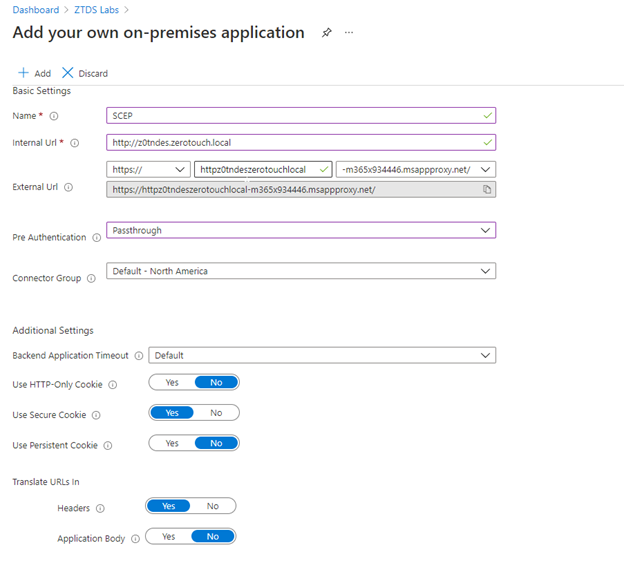 Dashboard > ZTDS Labs >
Add your own on-premises application ...
+ Add X Discard
Basic Settings
Name * SCEP
Internal Url * http://z0tndes.zerotouch.local
https:// httpz0tndeszerotouchlocal -m365x934446.msappproxy.net/
External Url https://httpz0tndeszerotouchlocal-m365x934446.msappproxy.net/
Pre Authentication Passthrough
Connector Group Default - North America
Additional Settings
Backend Application Timeout Default
Use HTTP-Only Cookie Yes No
Use Secure Cookie Yes No
Use Persistent Cookie Yes No
Translate URLs In
Headers Yes No
Application Body Yes No